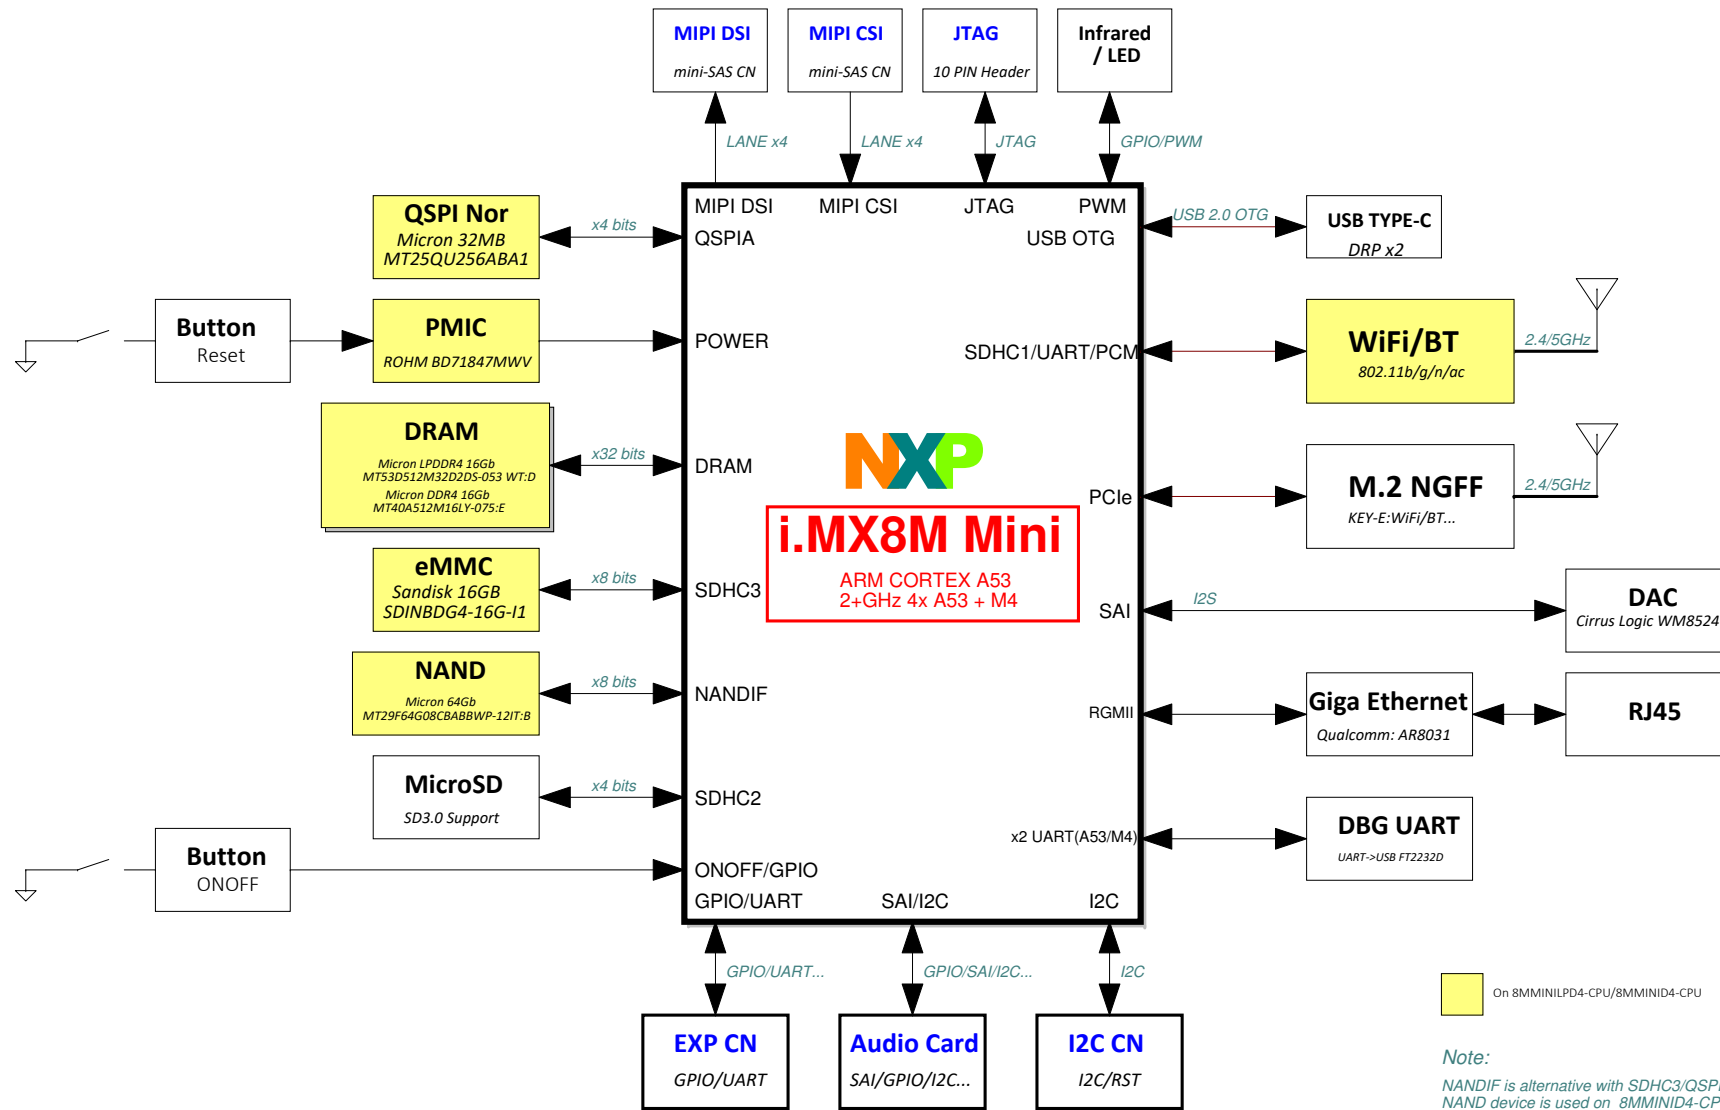 MIPI DSI
mini-SAS CN
MIPI CSI
mini-SAS CN
JTAG
10 PIN Header
Infrared
/ LED
LANE x4
LANE x4
JTAG
GPIO/PWM
MIPI DSI
MIPI CSI
JTAG
PWM
QSPI Nor
Micron 32MB
MT25QU256ABA1
x4 bits
QSPIA
USB OTG
USB 2.0 OTG
USB TYPE-C
DRP x2
Button
Reset
PMIC
ROHM BD71847MWV
POWER
SDHC1/UART/PCM
WiFi/BT
802.11b/g/n/ac
2.4/5GHz
DRAM
Micron LPDDR4 16Gb
MT53D512M32D2DS-053 WT:D
Micron DDR4 16Gb
MT40A512M16LY-075:E
x32 bits
DRAM
NXP
PCIe
M.2 NGFF
KEY-E:WiFi/BT...
2.4/5GHz
i.MX8M Mini
ARM CORTEX A53
2+GHz 4x A53 + M4
eMMC
Sandisk 16GB
SDINBDG4-16G-I1
x8 bits
SDHC3
SAI
I2S
DAC
Cirrus Logic WM8524
NAND
Micron 64Gb
MT29F64G08CBABBWP-12IT:B
x8 bits
NANDIF
RGMII
Giga Ethernet
Qualcomm: AR8031
RJ45
MicroSD
SD3.0 Support
x4 bits
SDHC2
x2 UART(A53/M4)
DBG UART
UART->USB FT2232D
Button
ONOFF
ONOFF/GPIO
GPIO/UART
SAI/I2C
I2C
GPIO/UART...
GPIO/SAI/I2C...
I2C
EXP CN
GPIO/UART
Audio Card
SAI/GPIO/I2C...
I2C CN
I2C/RST
On 8MMINILPD4-CPU/8MMINID4-CPU
Note:
NANDIF is alternative with SDHC3/QSPI
NAND device is used on 8MMINID4-CP